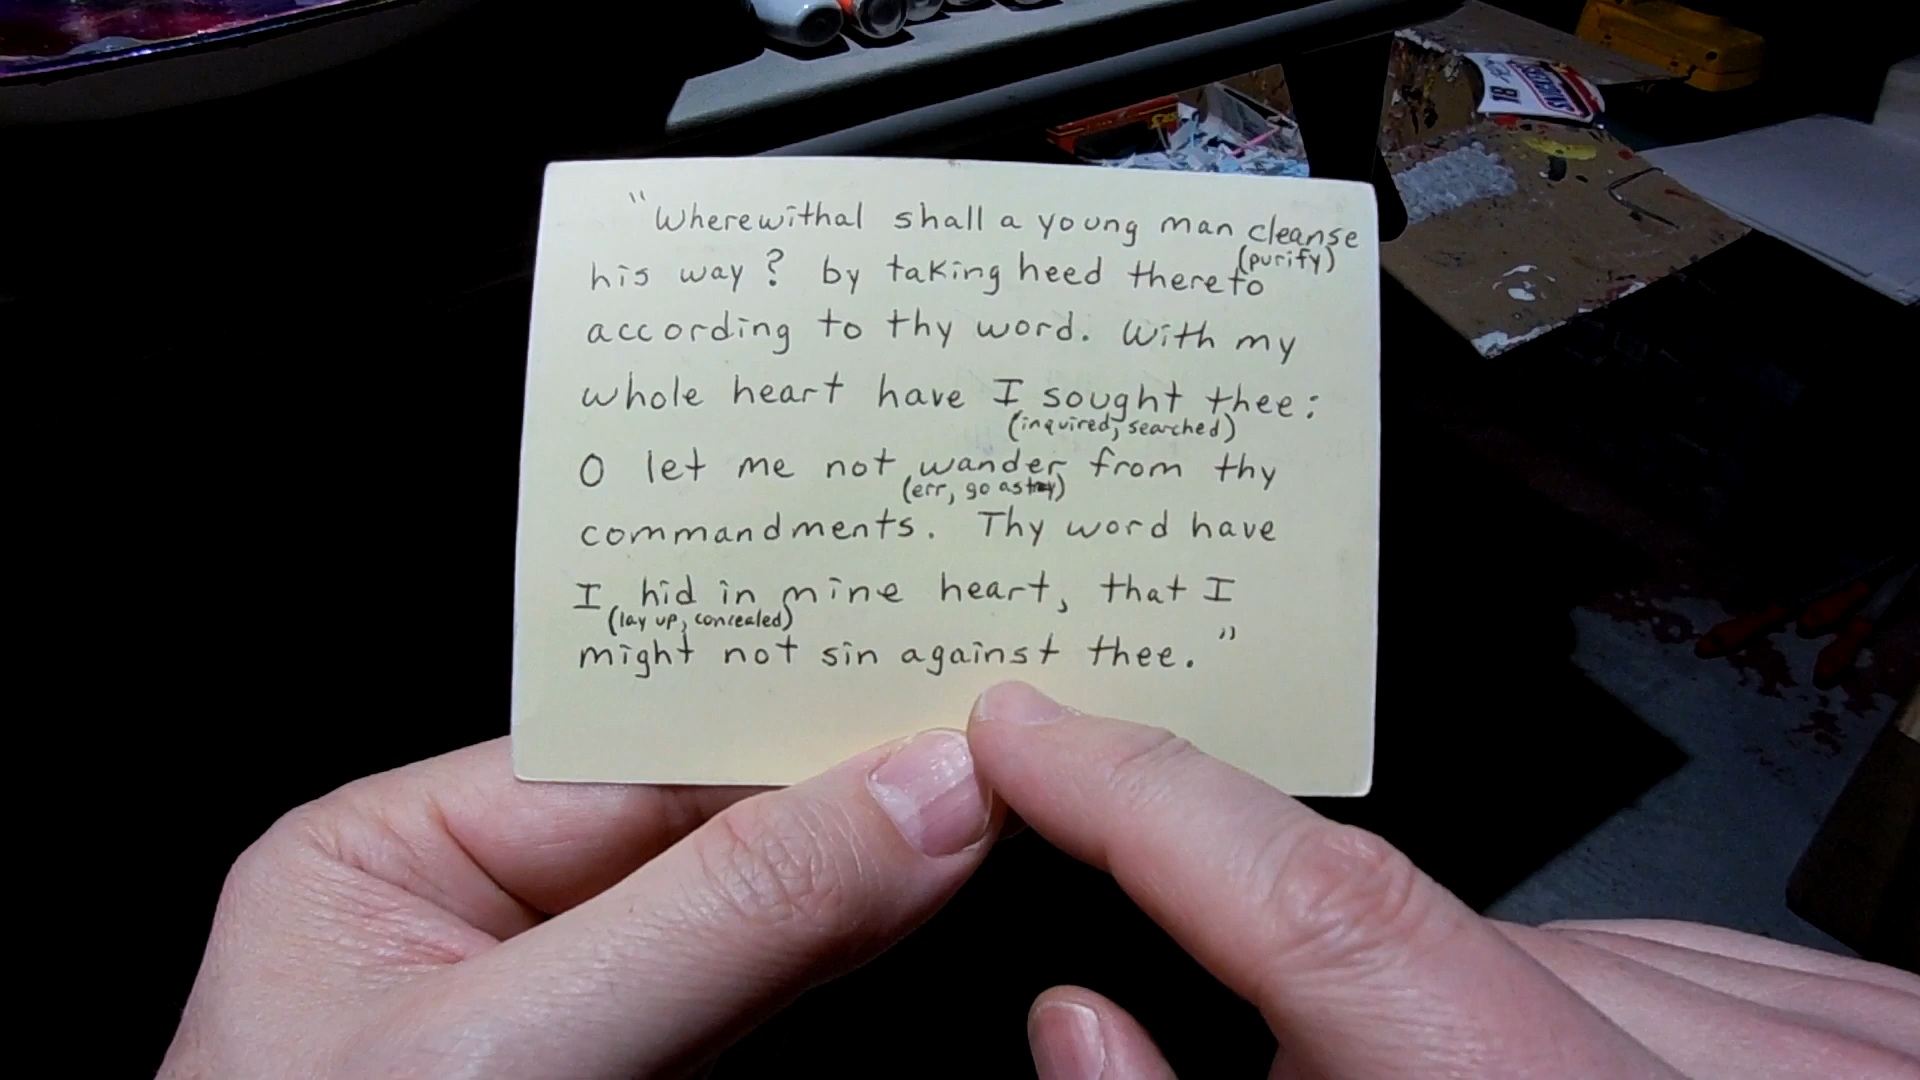 "Wherewithal shall a young man cleanse
(purify)
his way? by taking heed thereto
according to thy word. With my
whole heart have I sought thee:
(inquired, searched)
O let me not wander from thy
(err, go astray)
commandments. Thy word have
I hid in mine heart, that I
(lay up, concealed)
might not sin against thee."
18